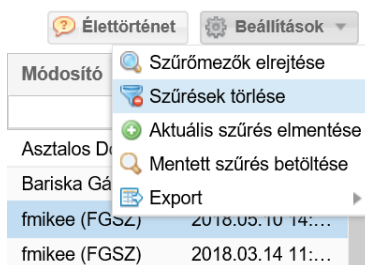 Élettörténet Beállítások
Módosító
Szűrőmezők elrejtése
Szűrések törlése
Aktuális szűrés elmentése
Asztalos
Mentett szűrés betöltése
Bariska Gá
Export
fmikee (FGSZ) 2018.05.10 14:...
fmikee (FGSZ) 2018.03.14 11:...